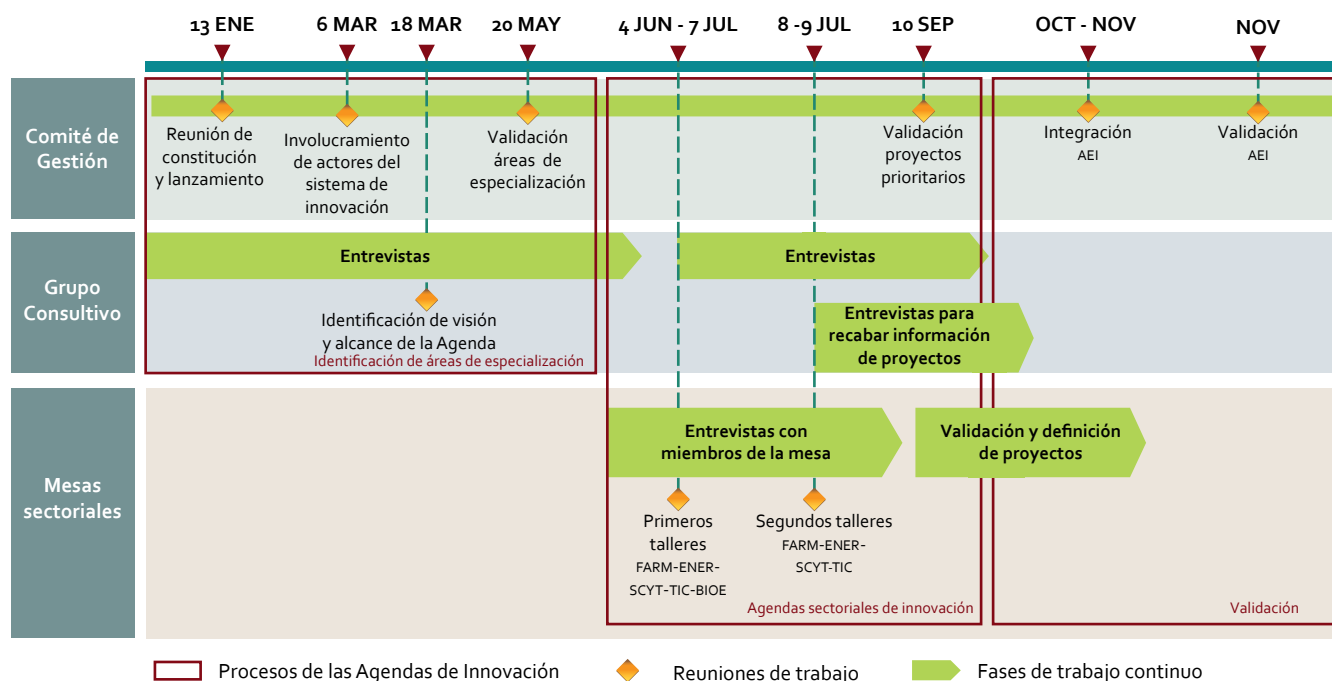 13 ENE
6 MAR
18 MAR
20 MAY
4 JUN - 7 JUL
8 -9 JUL
10 SEP
OCT - NOV
NOV
Comité de
Gestión
Reunión de
constitución
y lanzamiento
Involucramiento
de actores del
sistema de
innovación
Validación
áreas de
especialización
Validación
proyectos
prioritarios
Integración
AEI
Validación
AEI
Grupo
Consultivo
Entrevistas
Entrevistas
Identificación de visión
y alcance de la Agenda
Identificación de áreas de especialización
Entrevistas para
recabar información
de proyectos
Mesas
sectoriales
Entrevistas con
miembros de la mesa
Validación y definición
de proyectos
Primeros
talleres
FARM-ENER-
SCYT-TIC-BIOE
Segundos talleres
FARM-ENER-
SCYT-TIC
Agendas sectoriales de innovación
Validación
Procesos de las Agendas de Innovación
Reuniones de trabajo
Fases de trabajo continuo